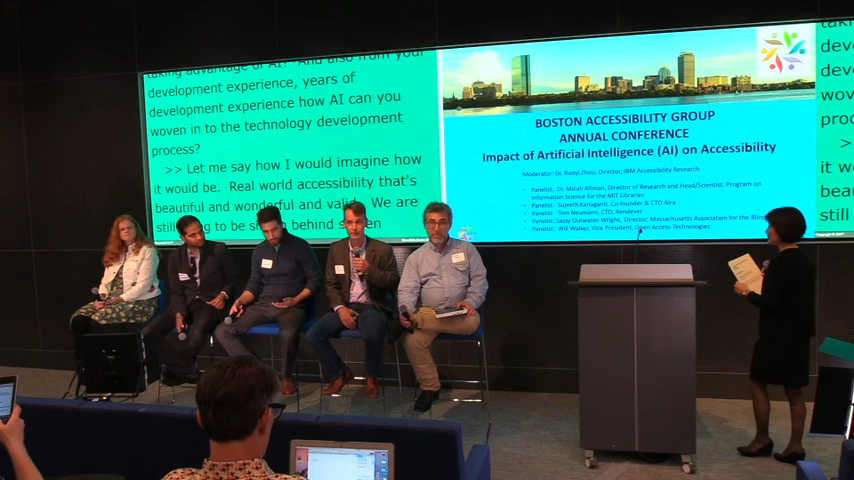 taking advantage of AI? And also from your
development experience, years of
development experience how AI can you
woven in to the technology development
process?
>> Let me say how I would imagine how
it would be. Real world accessibility that's
beautiful and wonderful and valid. We are
still going to be behind
BOSTON ACCESSIBILITY GROUP
ANNUAL CONFERENCE
Impact of Artificial Intelligence (AI) on Accessibility
Moderator: Dr. Ruoyi Zhou, Director, IBM Accessibility Research
• Panelist: Dr. Micah Altman, Director of Research and Head/Scientist, Program on
Information Science for the MIT Libraries
• Panelist: Sujeeth Kanuganti, Co-founder & CTO Aira
• Panelist: Tom Neumann, CTO, Rendever
• Panelist: Sassy Outwater-Wright, Director, Massachusetts Association for the Blind
• Panelist: Will Walker, Vice President, Open Access Technologies